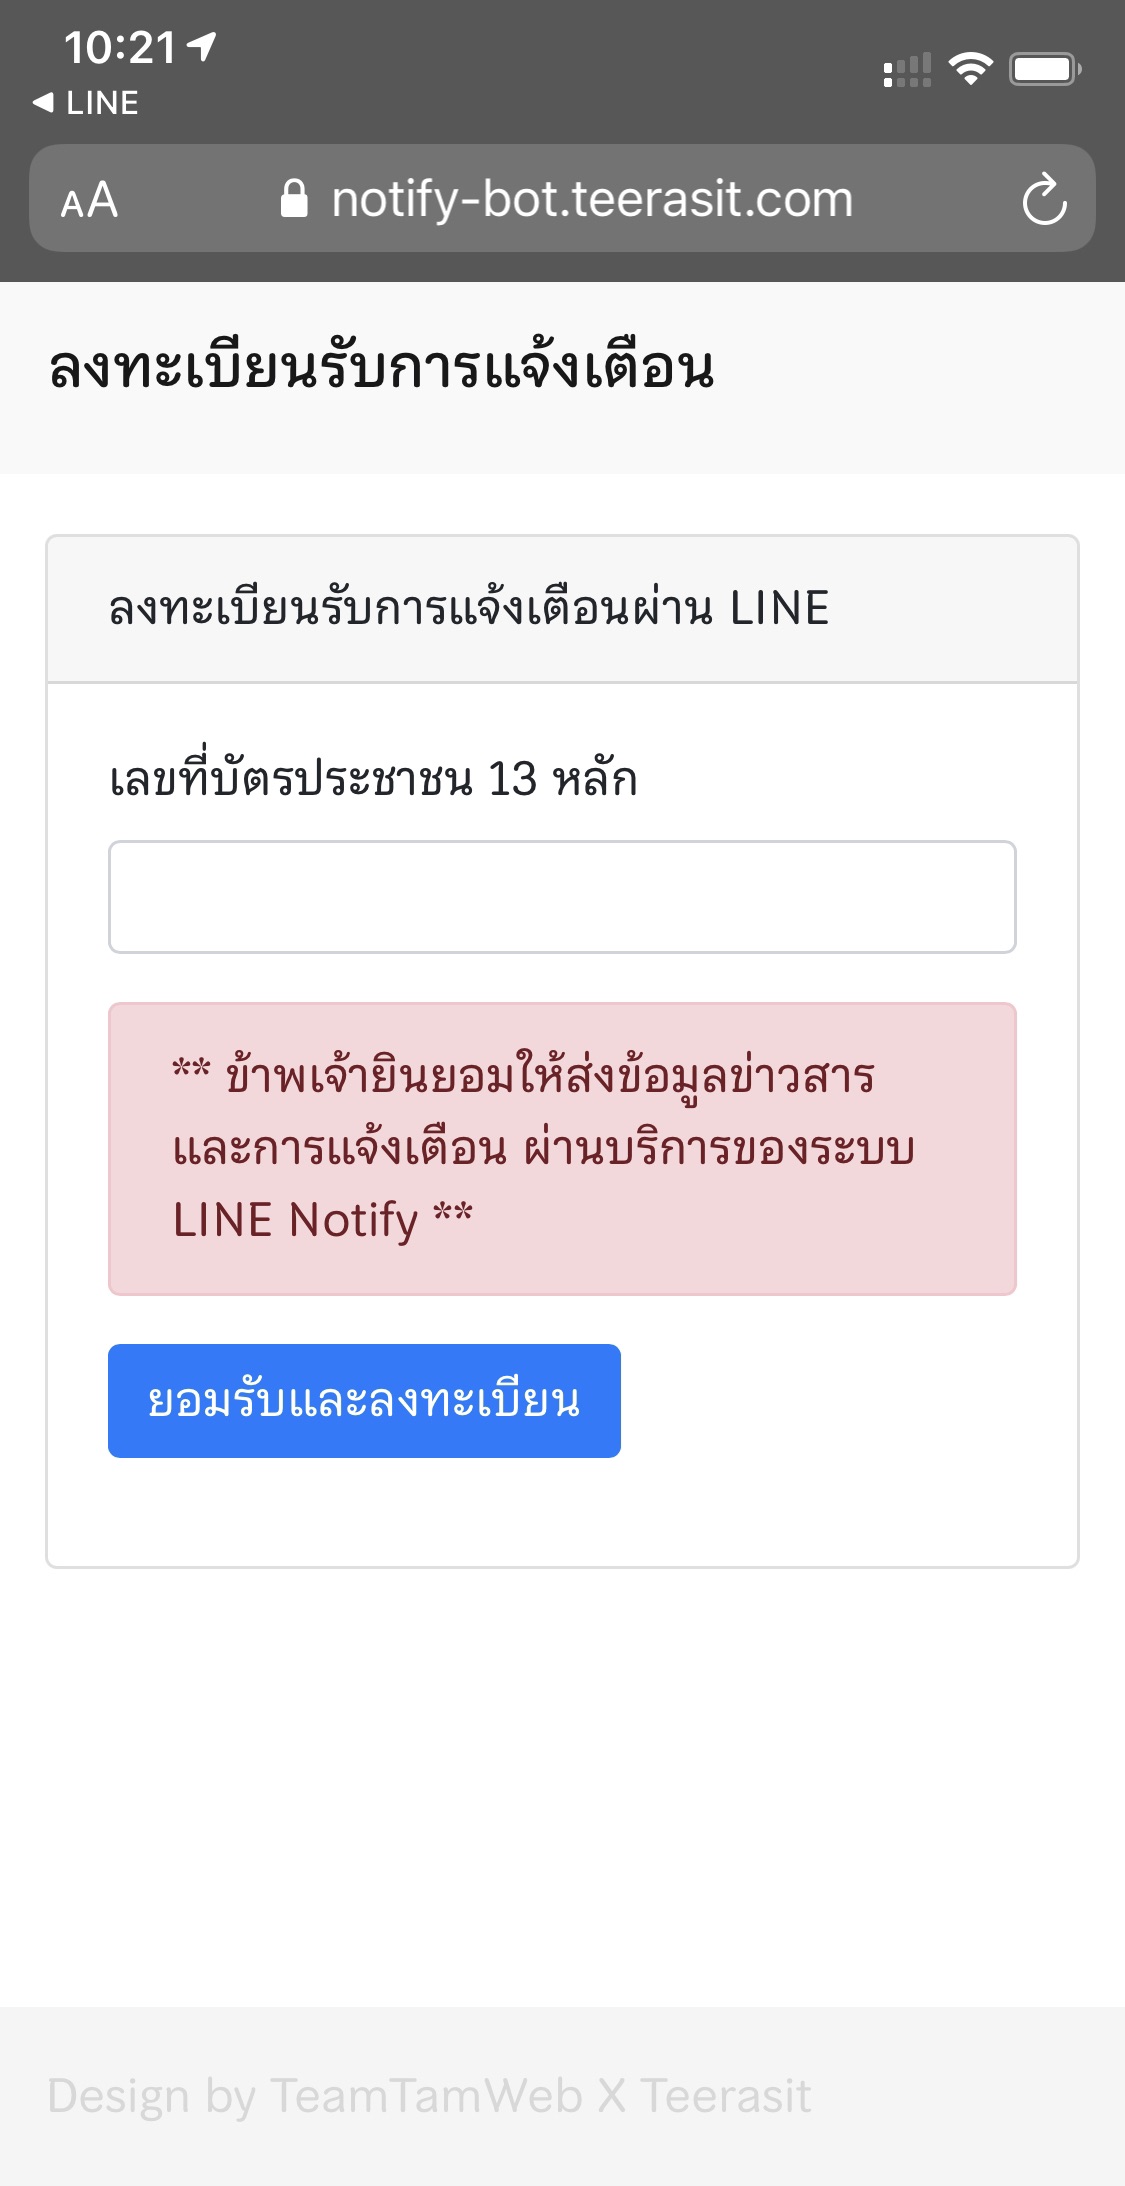 10:21
LINE
AA notify-bot.teerasit.com
ลงทะเบียนรับการแจ้งเตือน
ลงทะเบียนรับการแจ้งเตือนผ่าน LINE
เลขที่บัตรประชาชน 13 หลัก
** ข้าพเจ้ายินยอมให้ส่งข้อมูลข่าวสาร
และการแจ้งเตือน ผ่านบริการของระบบ
LINE Notify **
ยอมรับและลงทะเบียน
Design by TeamTamWeb X Teerasit